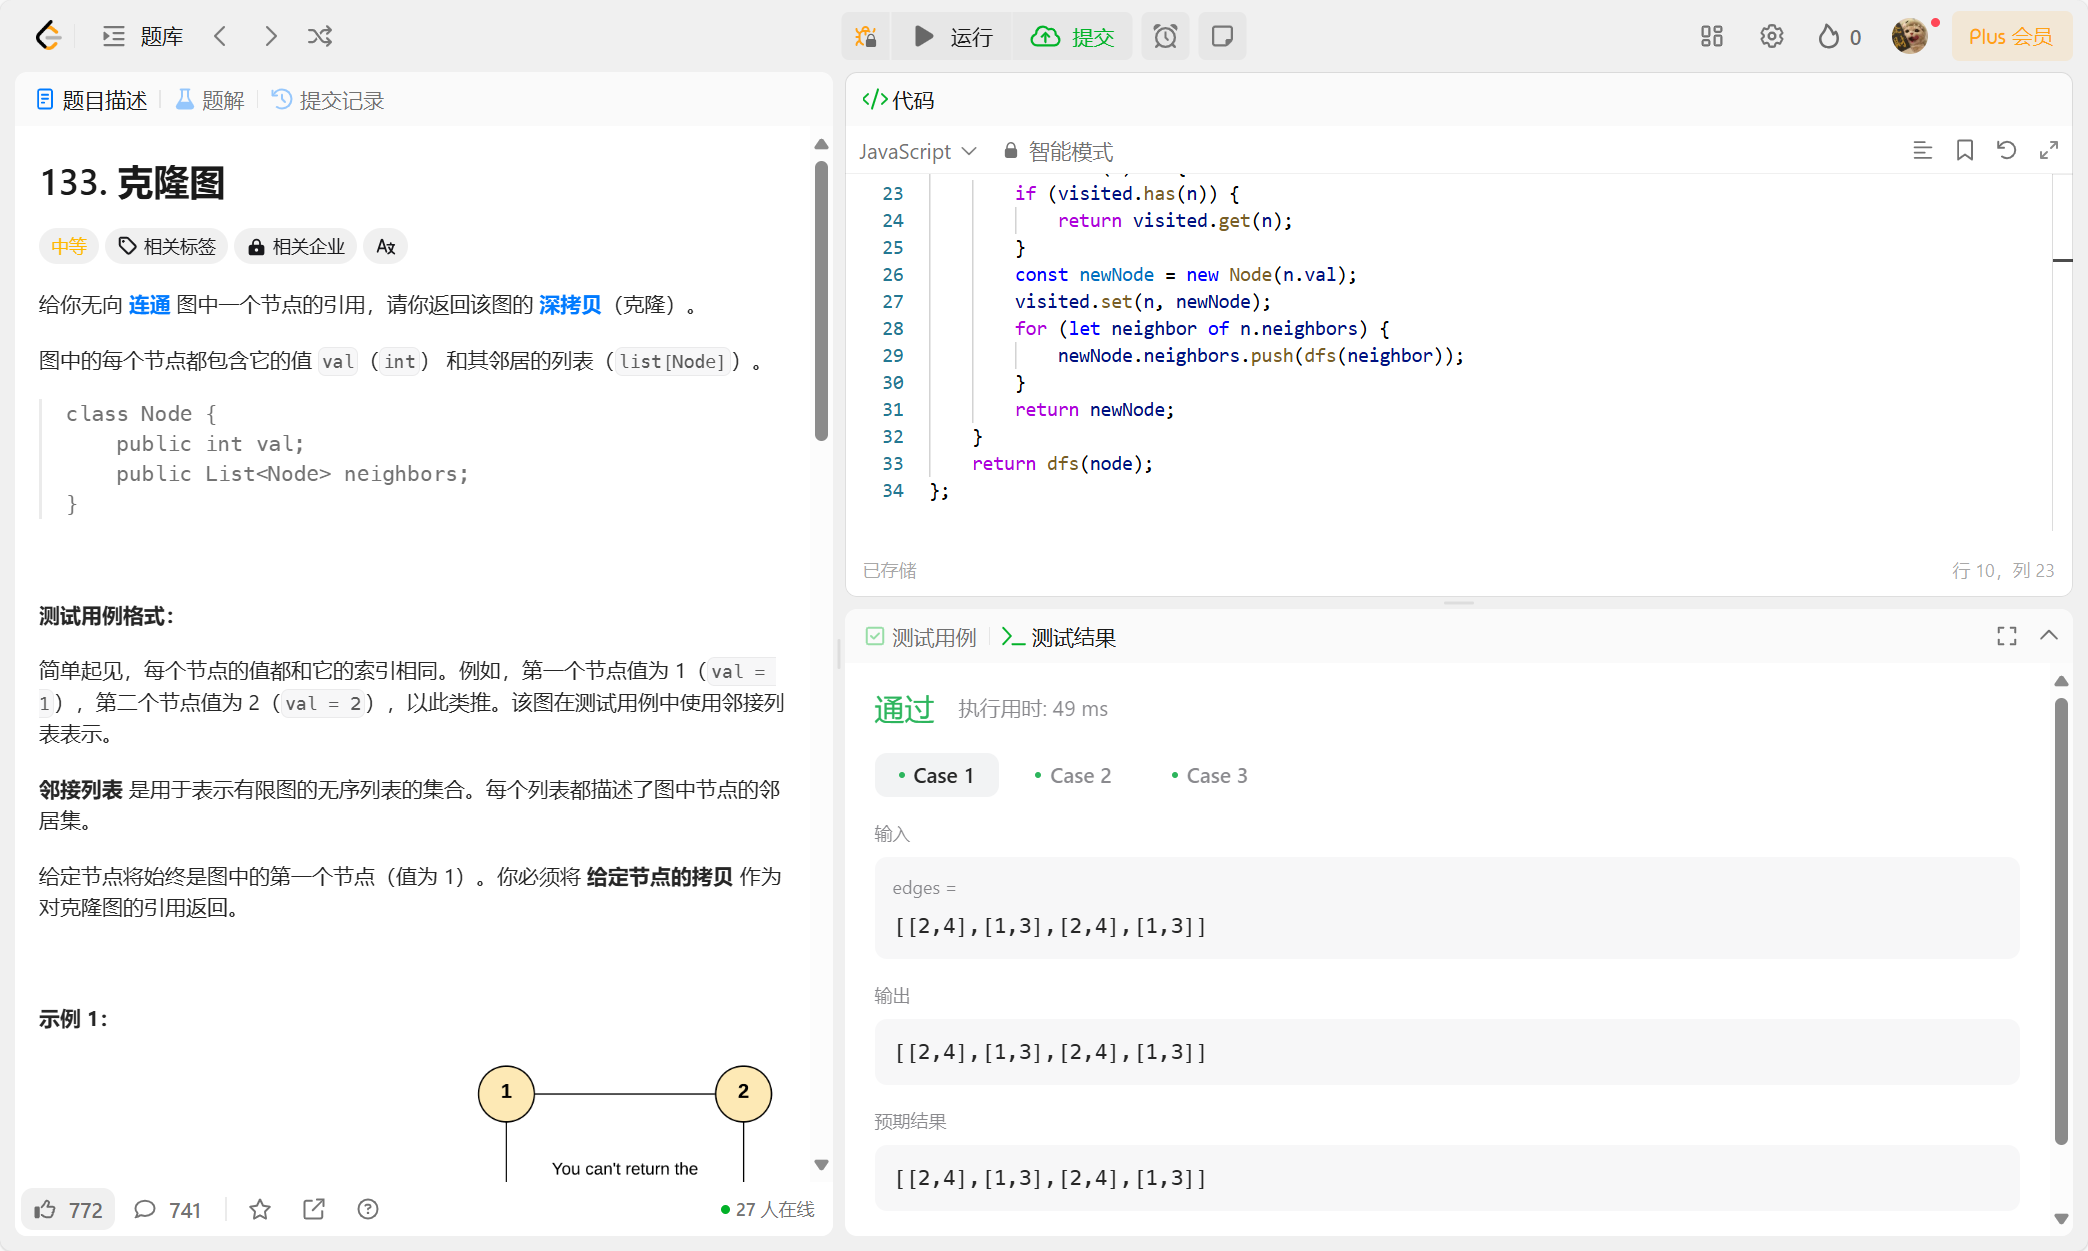 题库
运行
提交
0
Plus 会员
题目描述
题解
提交记录
133. 克隆图
中等
相关标签
相关企业
给你无向 连通 图中一个节点的引用，请你返回该图的 深拷贝（克隆）。
图中的每个节点都包含它的值 val（int） 和其邻居的列表（list[Node]）。
class Node {
    public int val;
    public List<Node> neighbors;
}
测试用例格式：
简单起见，每个节点的值都和它的索引相同。例如，第一个节点值为 1（val =
1），第二个节点值为 2（val = 2），以此类推。该图在测试用例中使用邻接列
表表示。
邻接列表 是用于表示有限图的无序列表的集合。每个列表都描述了图中节点的邻
居集。
给定节点将始终是图中的第一个节点（值为 1）。你必须将 给定节点的拷贝 作为
对克隆图的引用返回。
示例 1：
1
2
You can't return the
772
741
27 人在线
</>代码
JavaScript
智能模式
23        if (visited.has(n)) {
24            return visited.get(n);
25        }
26        const newNode = new Node(n.val);
27        visited.set(n, newNode);
28        for (let neighbor of n.neighbors) {
29            newNode.neighbors.push(dfs(neighbor));
30        }
31        return newNode;
32    }
33    return dfs(node);
34 };
已存储
行 10，列 23
测试用例
测试结果
通过
执行用时: 49 ms
Case 1
Case 2
Case 3
输入
edges =
[[2,4],[1,3],[2,4],[1,3]]
输出
[[2,4],[1,3],[2,4],[1,3]]
预期结果
[[2,4],[1,3],[2,4],[1,3]]